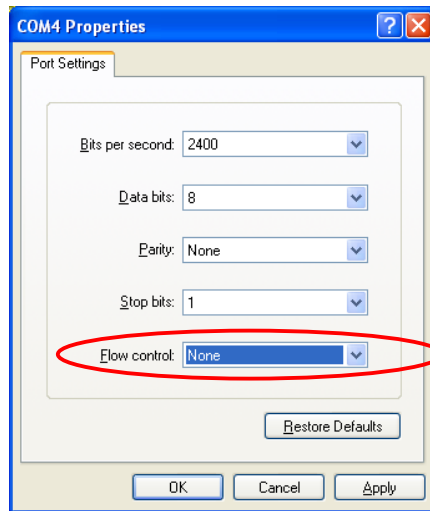 COM4 Properties
Port Settings
Bits per second: 2400
Data bits: 8
Parity: None
Stop bits: 1
Flow control: None
Restore Defaults
OK Cancel Apply